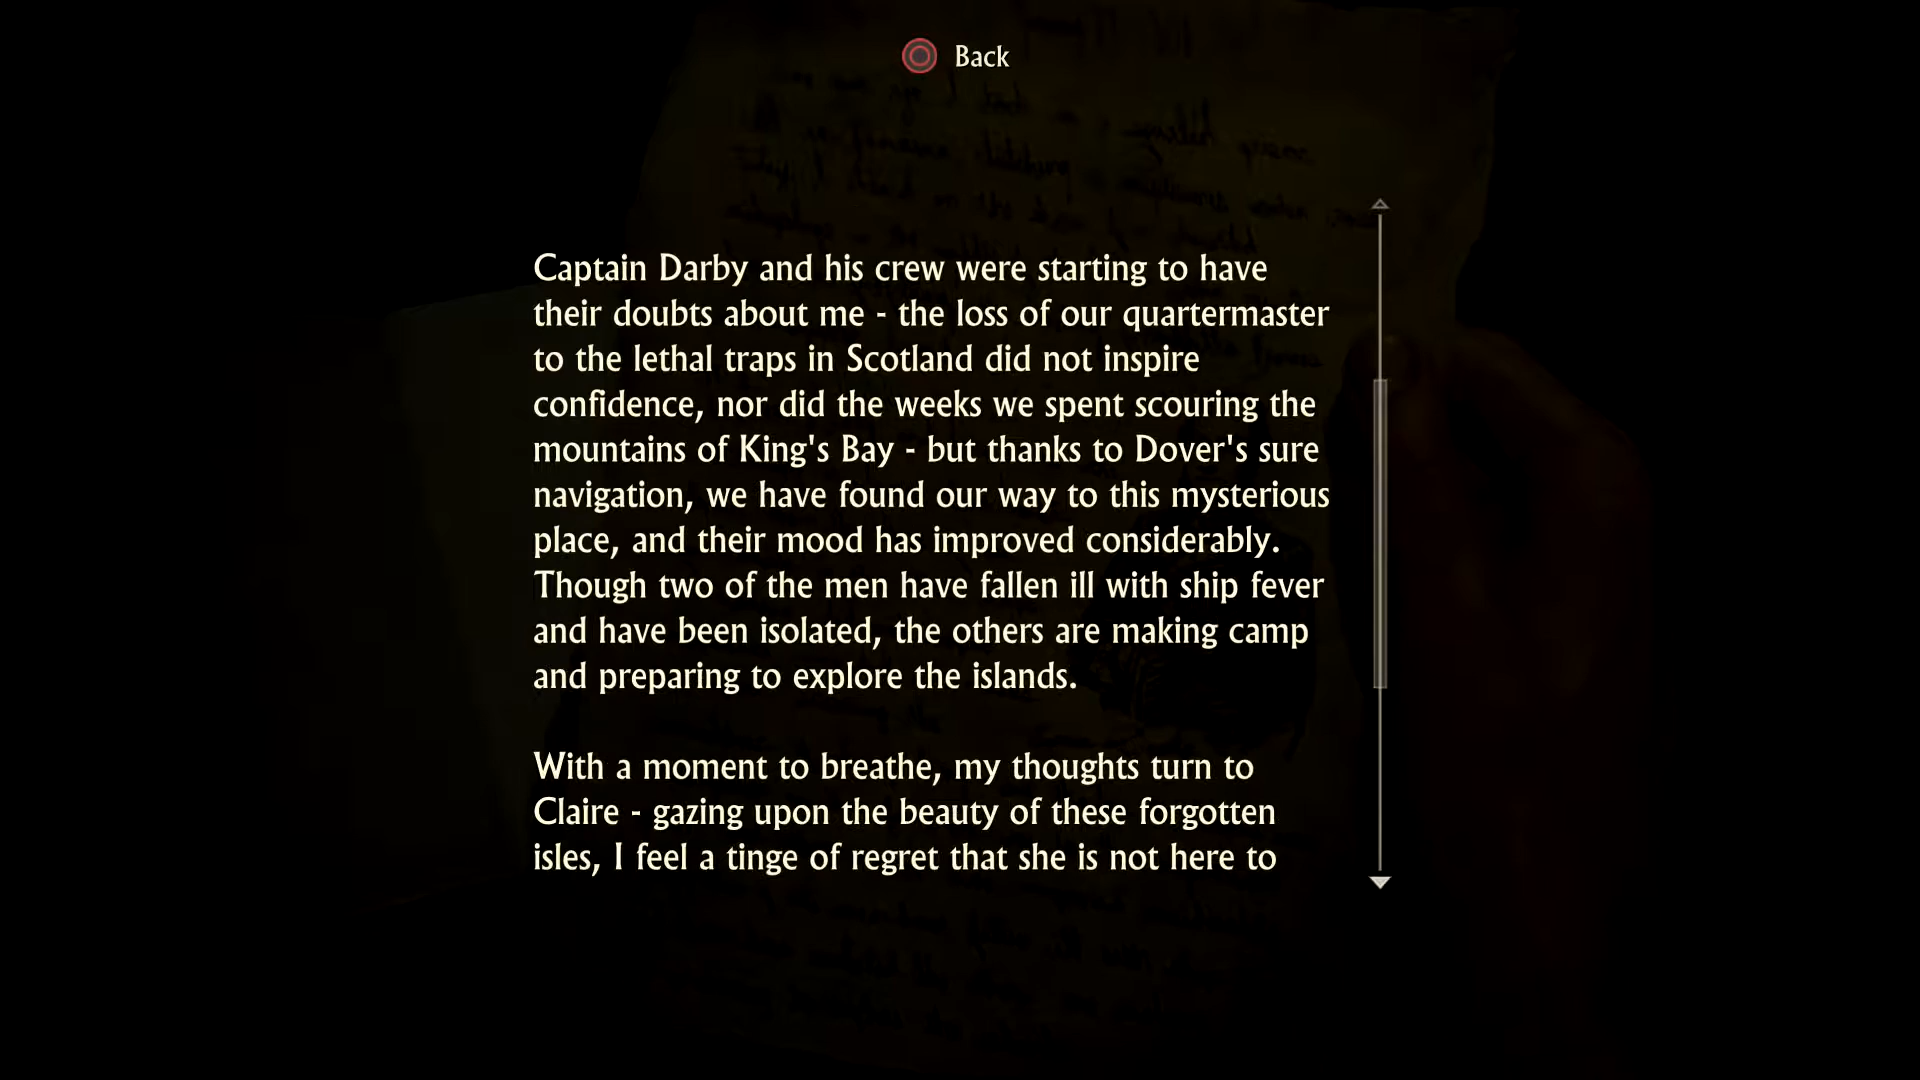 Back
Captain Darby and his crew were starting to have
their doubts about me - the loss of our quartermaster
to the lethal traps in Scotland did not inspire
confidence, nor did the weeks we spent scouring the
mountains of King's Bay - but thanks to Dover's sure
navigation, we have found our way to this mysterious
place, and their mood has improved considerably.
Though two of the men have fallen ill with ship fever
and have been isolated, the others are making camp
and preparing to explore the islands.
With a moment to breathe, my thoughts turn to
Claire - gazing upon the beauty of these forgotten
isles, I feel a tinge of regret that she is not here to